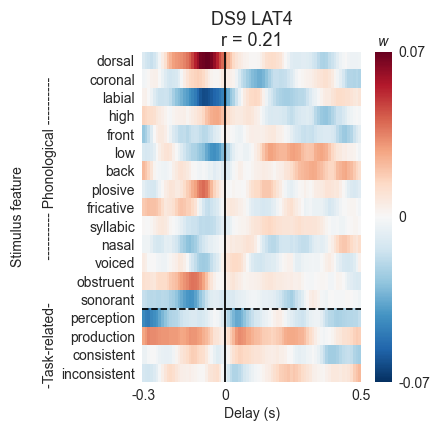 DS9 LAT4
r = 0.21
w
0.07
0
-0.07
Stimulus feature
----------- Phonological ----------
-Task-related-
dorsal
coronal
labial
high
front
low
back
plosive
fricative
syllabic
nasal
voiced
obstruent
sonorant
perception
production
consistent
inconsistent
-0.3
0
0.5
Delay (s)